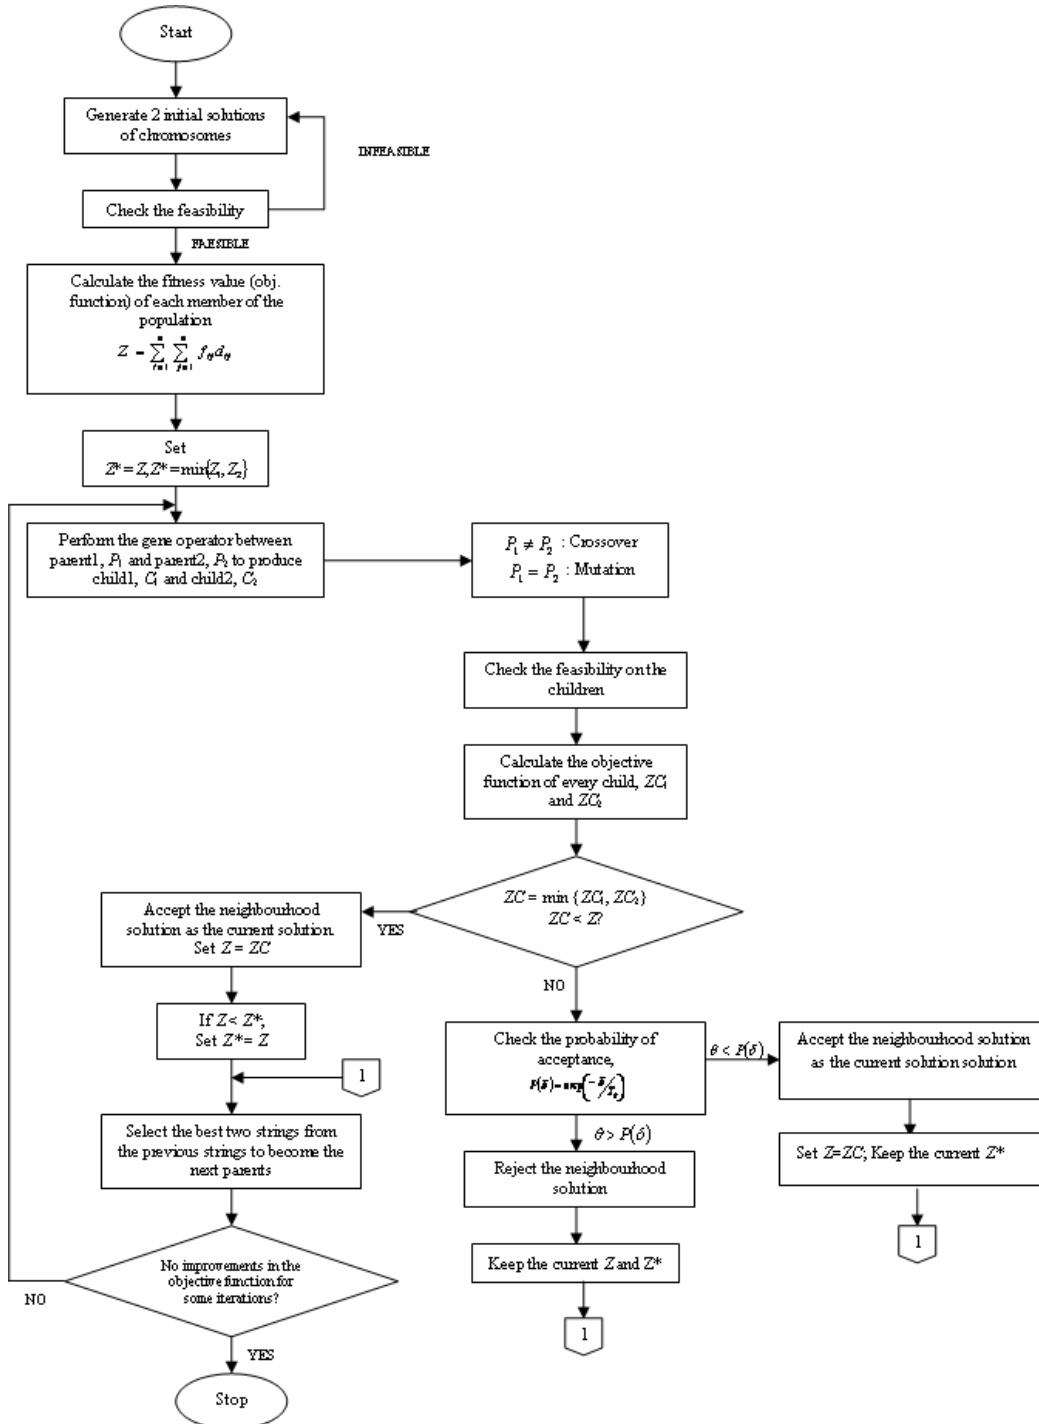 Start
Generate 2 initial solutions
of chromosomes
INFEASIBLE
Check the feasibility
FAESIBLE
Calculate the fitness value (obj.
function) of each member of the
population
Z = ∑ ∑ f_ij d_ij
Set
Z* = Z, Z* = min{Z₁, Z₂}
Perform the gene operator between
parent1, P₁ and parent2, P₂ to produce
child1, C₁ and child2, C₂
P₁ ≠ P₂ : Crossover
P₁ = P₂ : Mutation
Check the feasibility on the
children
Calculate the objective
function of every child, ZC₁
and ZC₂
ZC = min {ZC₁, ZC₂}
ZC < Z?
YES
NO
Accept the neighbourhood
solution as the current solution.
Set Z = ZC
If Z < Z*,
Set Z* = Z
1
Select the best two strings from
the previous strings to become the
next parents
No improvements in the
objective function for
some iterations?
NO
YES
Stop
Check the probability of
acceptance,
P(δ) = exp(-δ/T_k)
θ < P(δ)
Accept the neighbourhood solution
as the current solution solution
Set Z=ZC; Keep the current Z*
1
θ > P(δ)
Reject the neighbourhood
solution
Keep the current Z and Z*
1